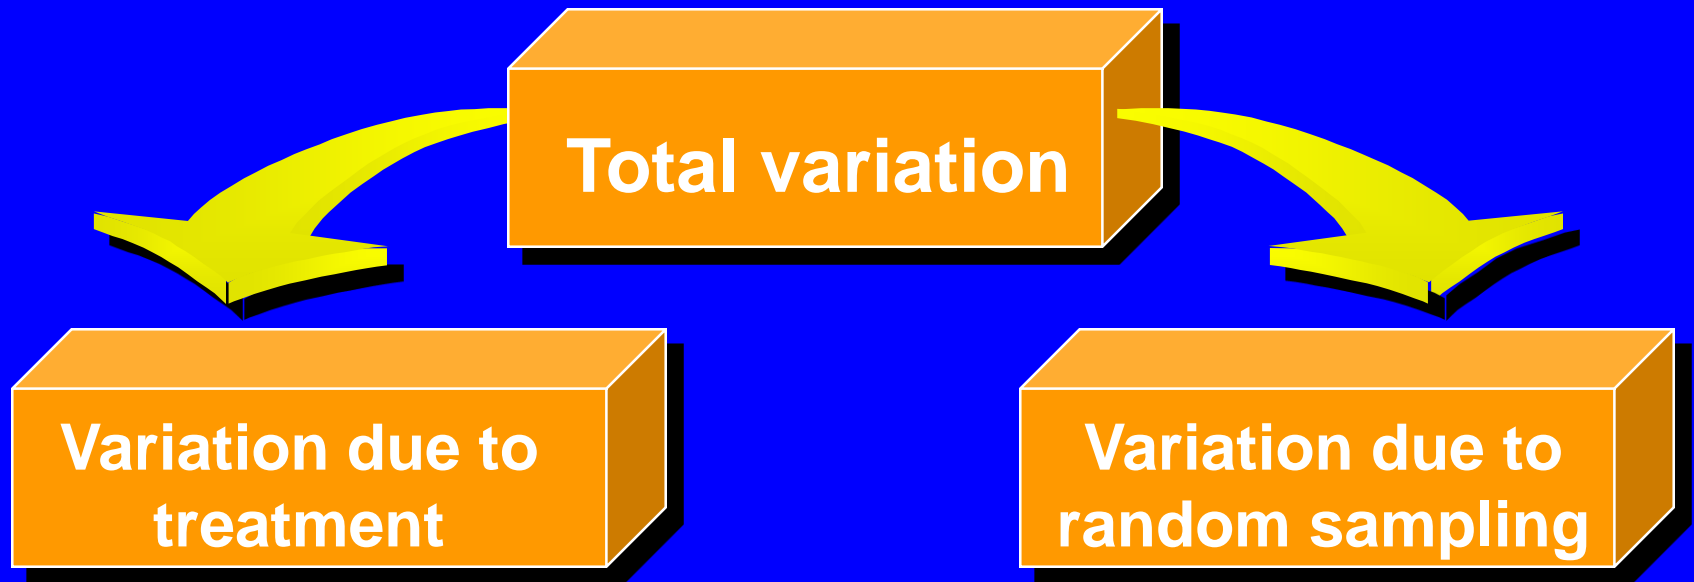 Total variation
Variation due to
treatment
Variation due to
random sampling